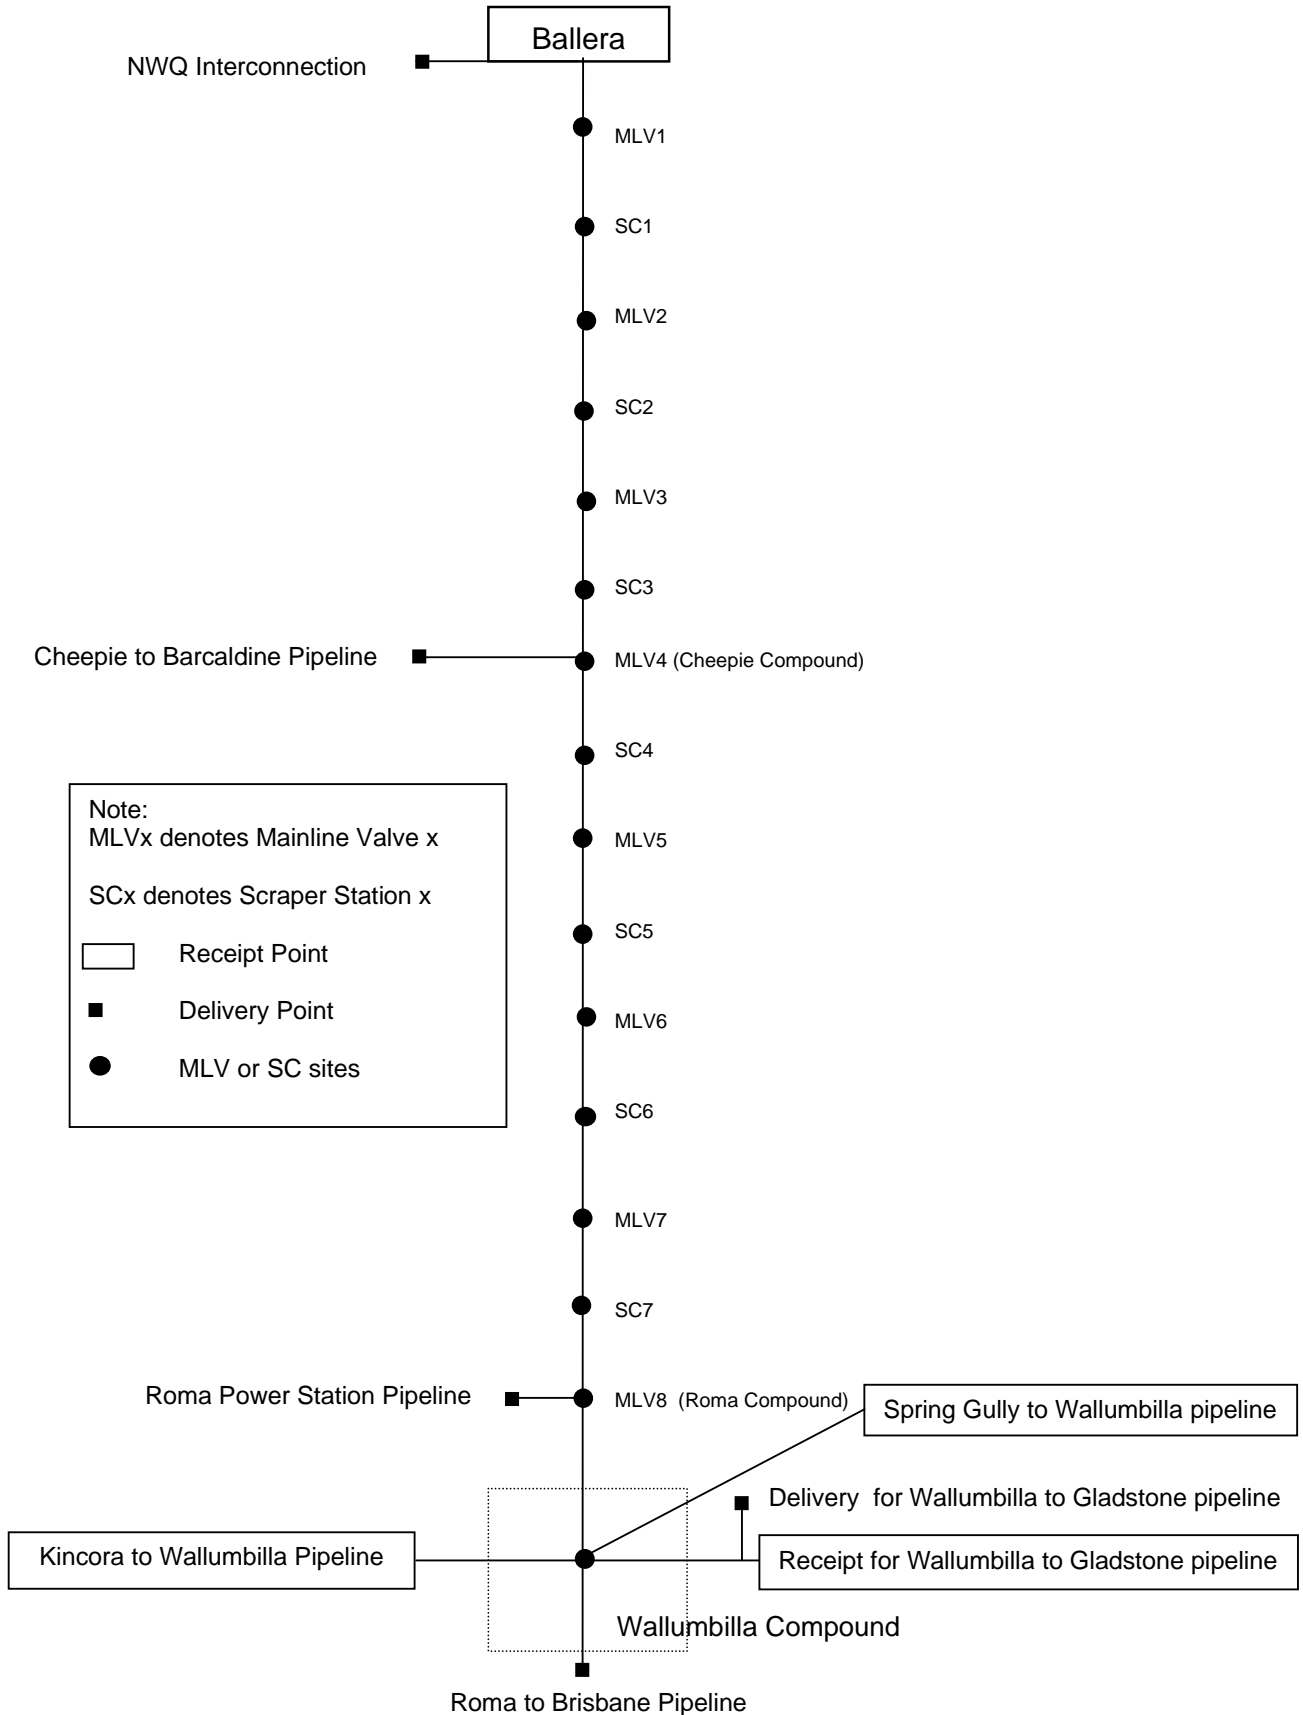 Ballera
NWQ Interconnection
MLV1
SC1
MLV2
SC2
MLV3
SC3
Cheepie to Barcaldine Pipeline
MLV4 (Cheepie Compound)
SC4
Note:
MLVx denotes Mainline Valve x
SCx denotes Scraper Station x
Receipt Point
Delivery Point
MLV or SC sites
MLV5
SC5
MLV6
SC6
MLV7
SC7
Roma Power Station Pipeline
MLV8 (Roma Compound)
Spring Gully to Wallumbilla pipeline
Delivery for Wallumbilla to Gladstone pipeline
Kincora to Wallumbilla Pipeline
Receipt for Wallumbilla to Gladstone pipeline
Wallumbilla Compound
Roma to Brisbane Pipeline